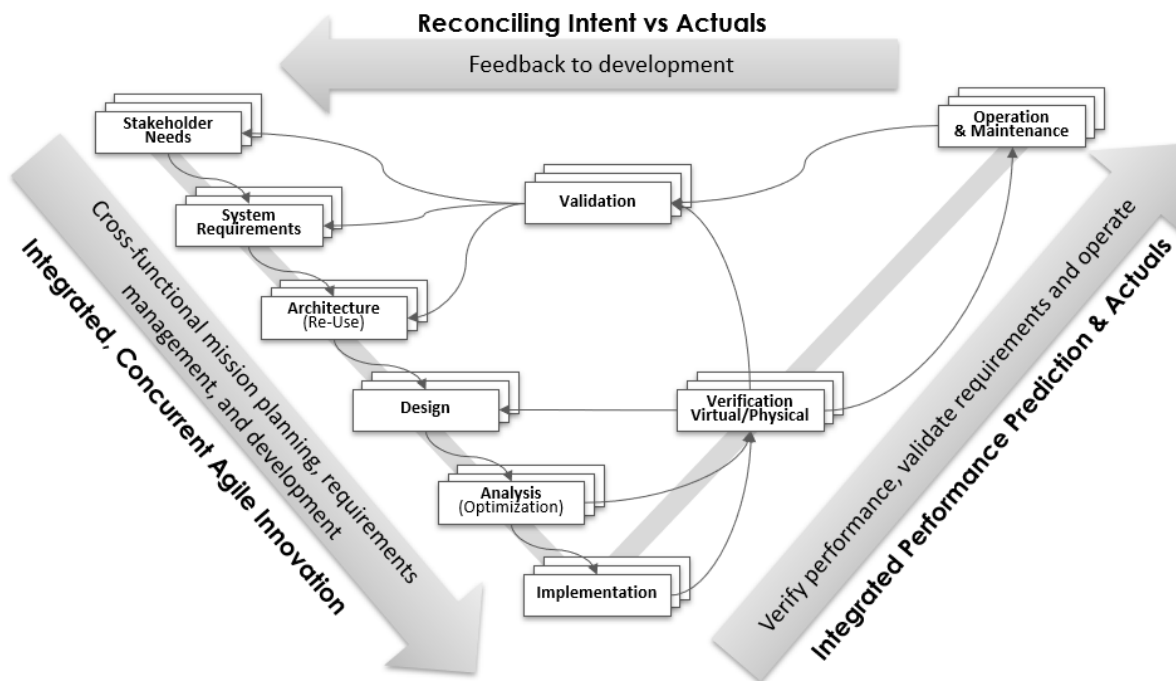 Reconciling Intent vs Actuals
Feedback to development
Stakeholder
Needs
Operation
& Maintenance
System
Requirements
Validation
Architecture
(Re-Use)
Design
Verification
Virtual/Physical
Analysis
(Optimization)
Implementation
Cross-functional mission planning, requirements
management, and development
Integrated, Concurrent Agile Innovation
Verify performance, validate requirements and operate
Integrated Performance Prediction & Actuals